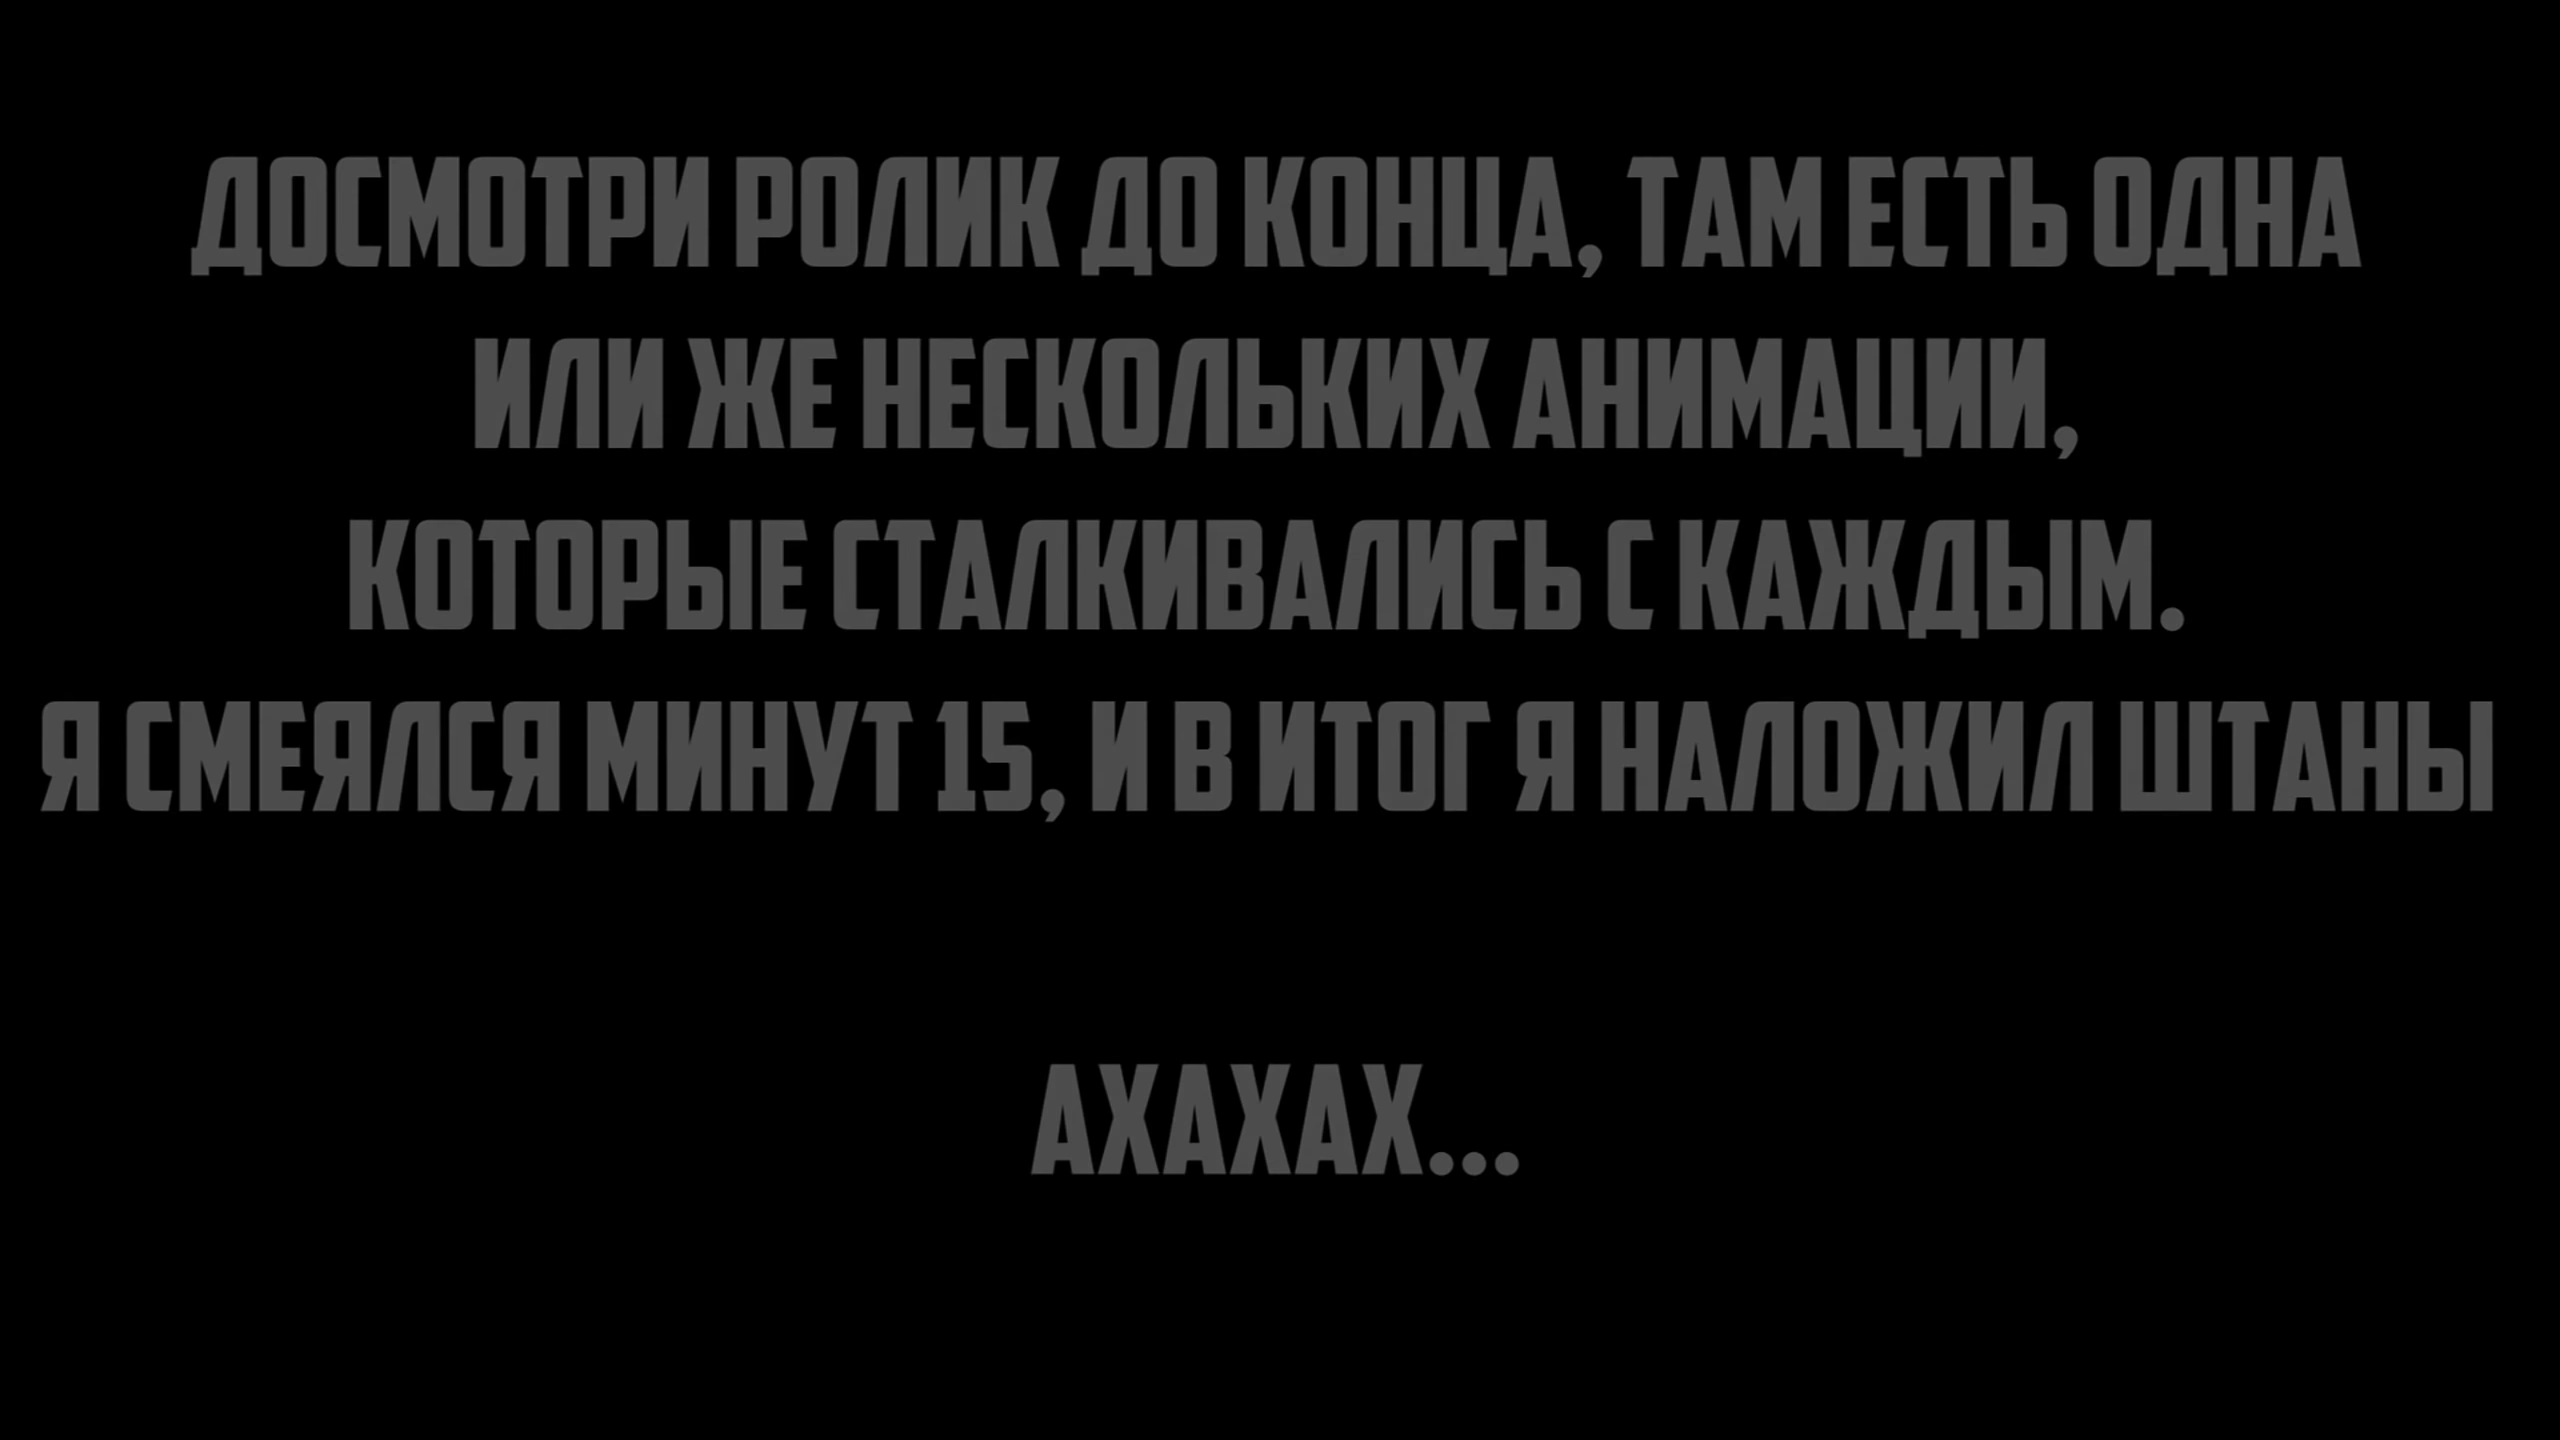 ДОСМОТРИ РОЛИК ДО КОНЦА, ТАМ ЕСТЬ ОДНА
ИЛИ ЖЕ НЕСКОЛЬКИХ АНИМАЦИИ,
КОТОРЫЕ СТАЛКИВАЛИСЬ С КАЖДЫМ.
Я СМЕЯЛСЯ МИНУТ 15, И В ИТОГ Я НАЛОЖИЛ ШТАНЫ
АХАХАХ...